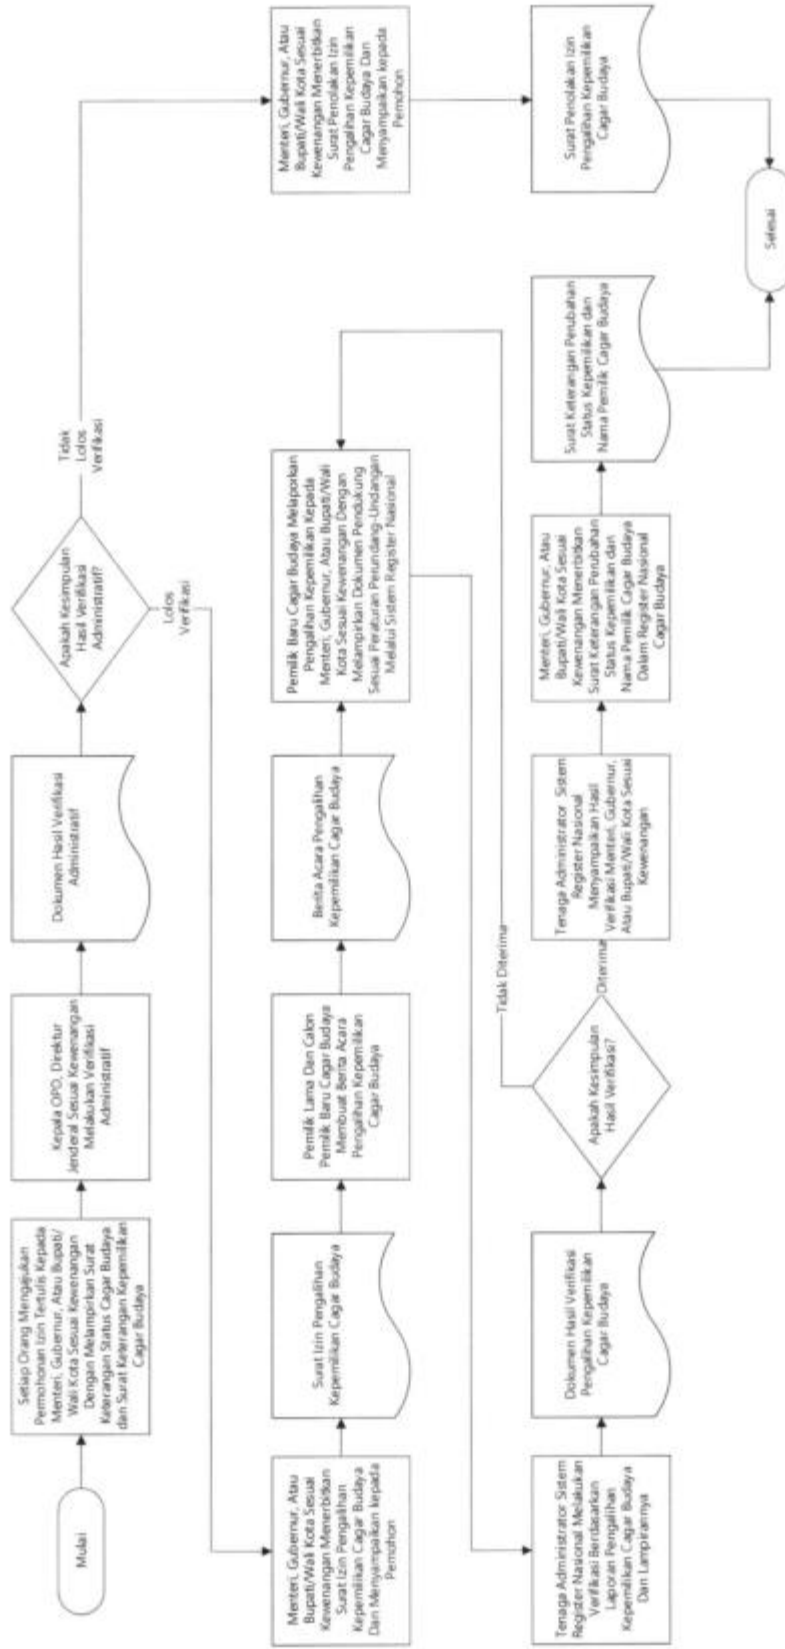 Mulai
Setiap Orang Mengajukan
Permohonan Izin Tertulis Kepada
Menteri, Gubernur, Atau Bupati/
Wali Kota Sesuai Kewenangan
Dengan Melampirkan Surat
Keterangan Status Cagar Budaya
dan Surat Keterangan Kepemilikan
Cagar Budaya
Kepala OPD, Direktur
Jenderal Sesuai Kewenangan
Melakukan Verifikasi
Administratif
Dokumen Hasil Verifikasi
Administratif
Apakah Kesimpulan
Hasil Verifikasi
Administratif?
Tidak
Lolos
Verifikasi
Lolos
Verifikasi
Menteri, Gubernur, Atau
Bupati/Wali Kota Sesuai
Kewenangan Menerbitkan
Surat Penolakan Izin
Pengalihan Kepemilikan
Cagar Budaya Dan
Menyampaikan kepada
Pemohon
Surat Penolakan Izin
Pengalihan Kepemilikan
Cagar Budaya
Menteri, Gubernur, Atau
Bupati/Wali Kota Sesuai
Kewenangan Menerbitkan
Surat Izin Pengalihan
Kepemilikan Cagar Budaya
Dan Menyampaikan kepada
Pemohon
Surat Izin Pengalihan
Kepemilikan Cagar Budaya
Pemilik Lama Dan Calon
Pemilik Baru Cagar Budaya
Membuat Berita Acara
Pengalihan Kepemilikan
Cagar Budaya
Berita Acara Pengalihan
Kepemilikan Cagar Budaya
Pemilik Baru Cagar Budaya Melaporkan
Pengalihan Kepemilikan Kepada
Menteri, Gubernur, Atau Bupati/Wali
Kota Sesuai Kewenangan Dengan
Melampirkan Dokumen Pendukung
Sesuai Peraturan Perundang-Undangan
Melalui Sistem Register Nasional
Tenaga Administrator Sistem
Register Nasional Melakukan
Verifikasi Berdasarkan
Laporan Pengalihan
Kepemilikan Cagar Budaya
Dan Lampirannya
Dokumen Hasil Verifikasi
Pengalihan Kepemilikan
Cagar Budaya
Apakah Kesimpulan
Hasil Verifikasi?
Tidak Diterima
Diterima
Tenaga Administrator Sistem
Register Nasional
Menyampaikan Hasil
Verifikasi Menteri, Gubernur,
Atau Bupati/Wali Kota Sesuai
Kewenangan
Menteri, Gubernur, Atau
Bupati/Wali Kota Sesuai
Kewenangan Menerbitkan
Surat Keterangan Perubahan
Status Kepemilikan dan
Nama Pemilik Cagar Budaya
Dalam Register Nasional
Cagar Budaya
Surat Keterangan Perubahan
Status Kepemilikan dan
Nama Pemilik Cagar Budaya
Selesai